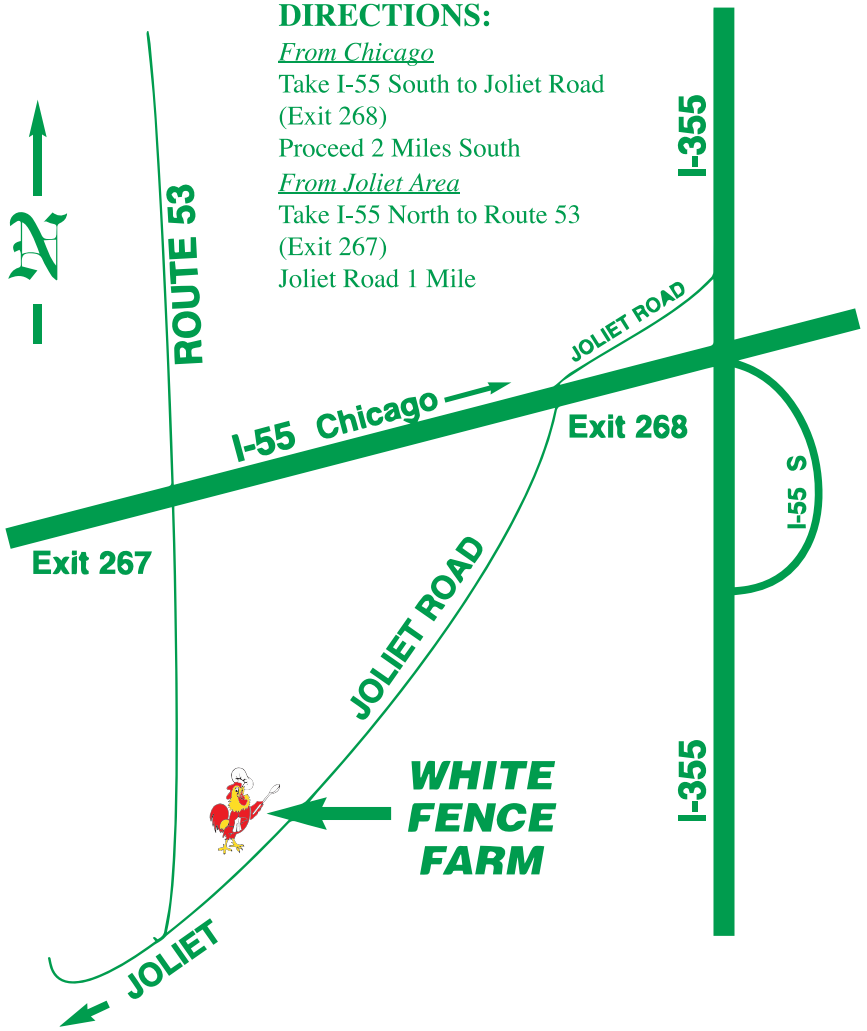 DIRECTIONS:
From Chicago
Take I-55 South to Joliet Road
(Exit 268)
Proceed 2 Miles South
From Joliet Area
Take I-55 North to Route 53
(Exit 267)
Joliet Road 1 Mile
I-355
N
ROUTE 53
JOLIET ROAD
I-55 Chicago
Exit 268
I-55 S
Exit 267
JOLIET ROAD
I-355
WHITE
FENCE
FARM
JOLIET